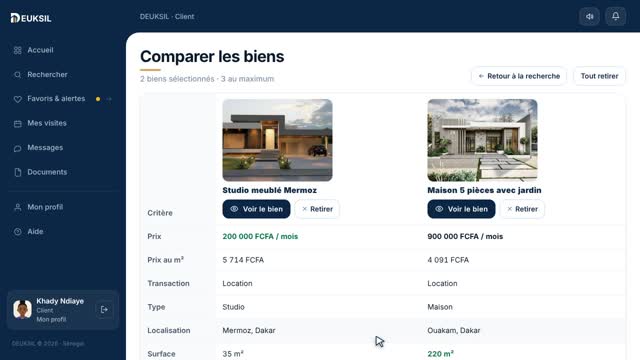 DEUKSIL
DEUKSIL · Client
Accueil
Rechercher
Favoris & alertes
Mes visites
Messages
Documents
Mon profil
Aide
Khady Ndiaye
Client
Mon profil
DEUKSIL © 2026 · Sénégal
Comparer les biens
2 biens sélectionnés · 3 au maximum
← Retour à la recherche
Tout retirer
Studio meublé Mermoz
Maison 5 pièces avec jardin
Critère
Voir le bien
× Retirer
Voir le bien
× Retirer
Prix 200 000 FCFA / mois 900 000 FCFA / mois
Prix au m² 5 714 FCFA 4 091 FCFA
Transaction Location Location
Type Studio Maison
Localisation Mermoz, Dakar Ouakam, Dakar
Surface 35 m² 220 m²